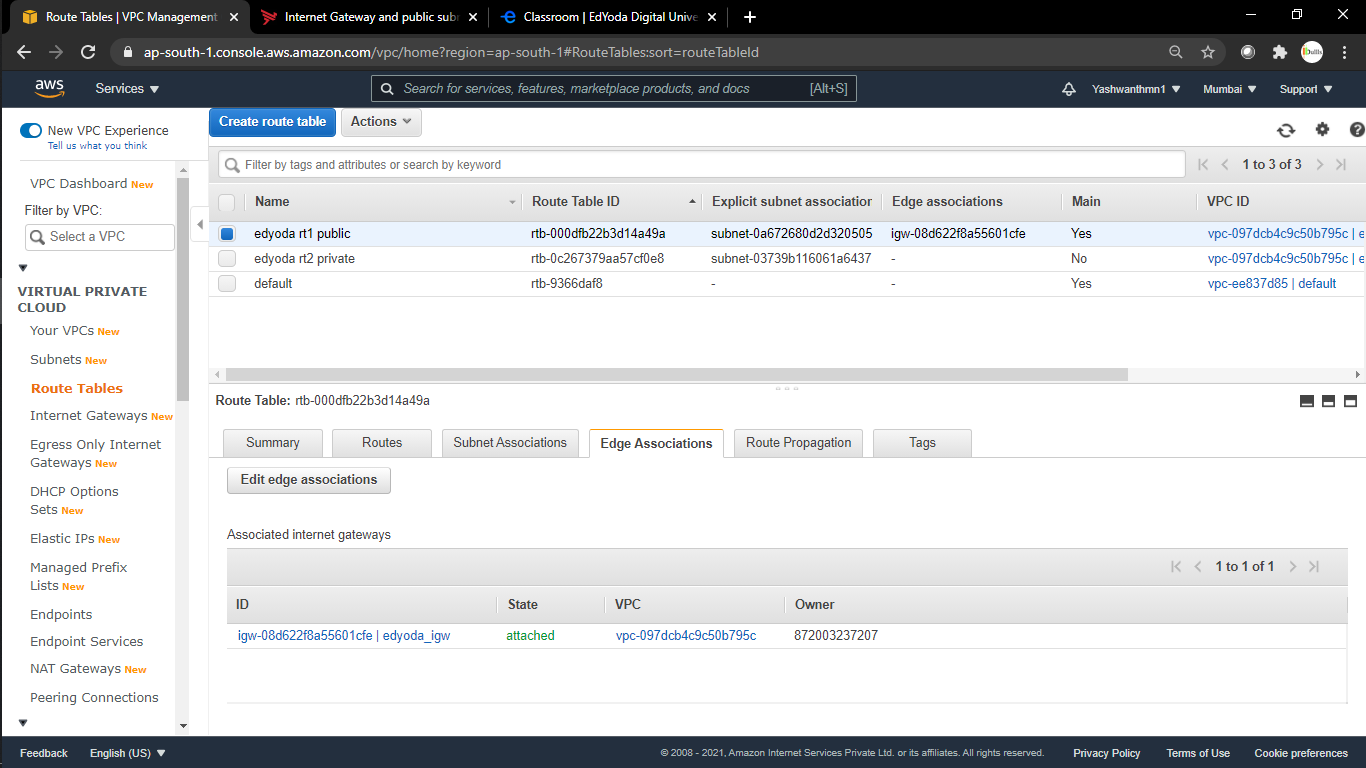 Route Tables | VPC Management
Internet Gateway and public sub
Classroom | EdYoda Digital Unive
ap-south-1.console.aws.amazon.com/vpc/home?region=ap-south-1#RouteTables:sort=routeTableId
aws
Services
Search for services, features, marketplace products, and docs
[Alt+S]
Yashwanthmn1
Mumbai
Support
New VPC Experience
Tell us what you think
Create route table
Actions
Filter by tags and attributes or search by keyword
1 to 3 of 3
VPC Dashboard New
Filter by VPC:
Select a VPC
VIRTUAL PRIVATE
CLOUD
Your VPCs New
Subnets New
Route Tables
Internet Gateways New
Egress Only Internet
Gateways New
DHCP Options
Sets New
Elastic IPs New
Managed Prefix
Lists New
Endpoints
Endpoint Services
NAT Gateways New
Peering Connections
Name Route Table ID Explicit subnet association Edge associations Main VPC ID
edyoda rt1 public rtb-000dfb22b3d14a49a subnet-0a672680d2d320505 igw-08d622f8a55601cfe Yes vpc-097dcb4c9c50b795c | e
edyoda rt2 private rtb-0c267379aa57cf0e8 subnet-03739b116061a6437 - No vpc-097dcb4c9c50b795c | e
default rtb-9366daf8 - - Yes vpc-ee837d85 | default
Route Table: rtb-000dfb22b3d14a49a
Summary Routes Subnet Associations Edge Associations Route Propagation Tags
Edit edge associations
Associated internet gateways
1 to 1 of 1
ID State VPC Owner
igw-08d622f8a55601cfe | edyoda_igw attached vpc-097dcb4c9c50b795c 872003237207
Feedback
English (US)
© 2008 - 2021, Amazon Internet Services Private Ltd. or its affiliates. All rights reserved.
Privacy Policy
Terms of Use
Cookie preferences